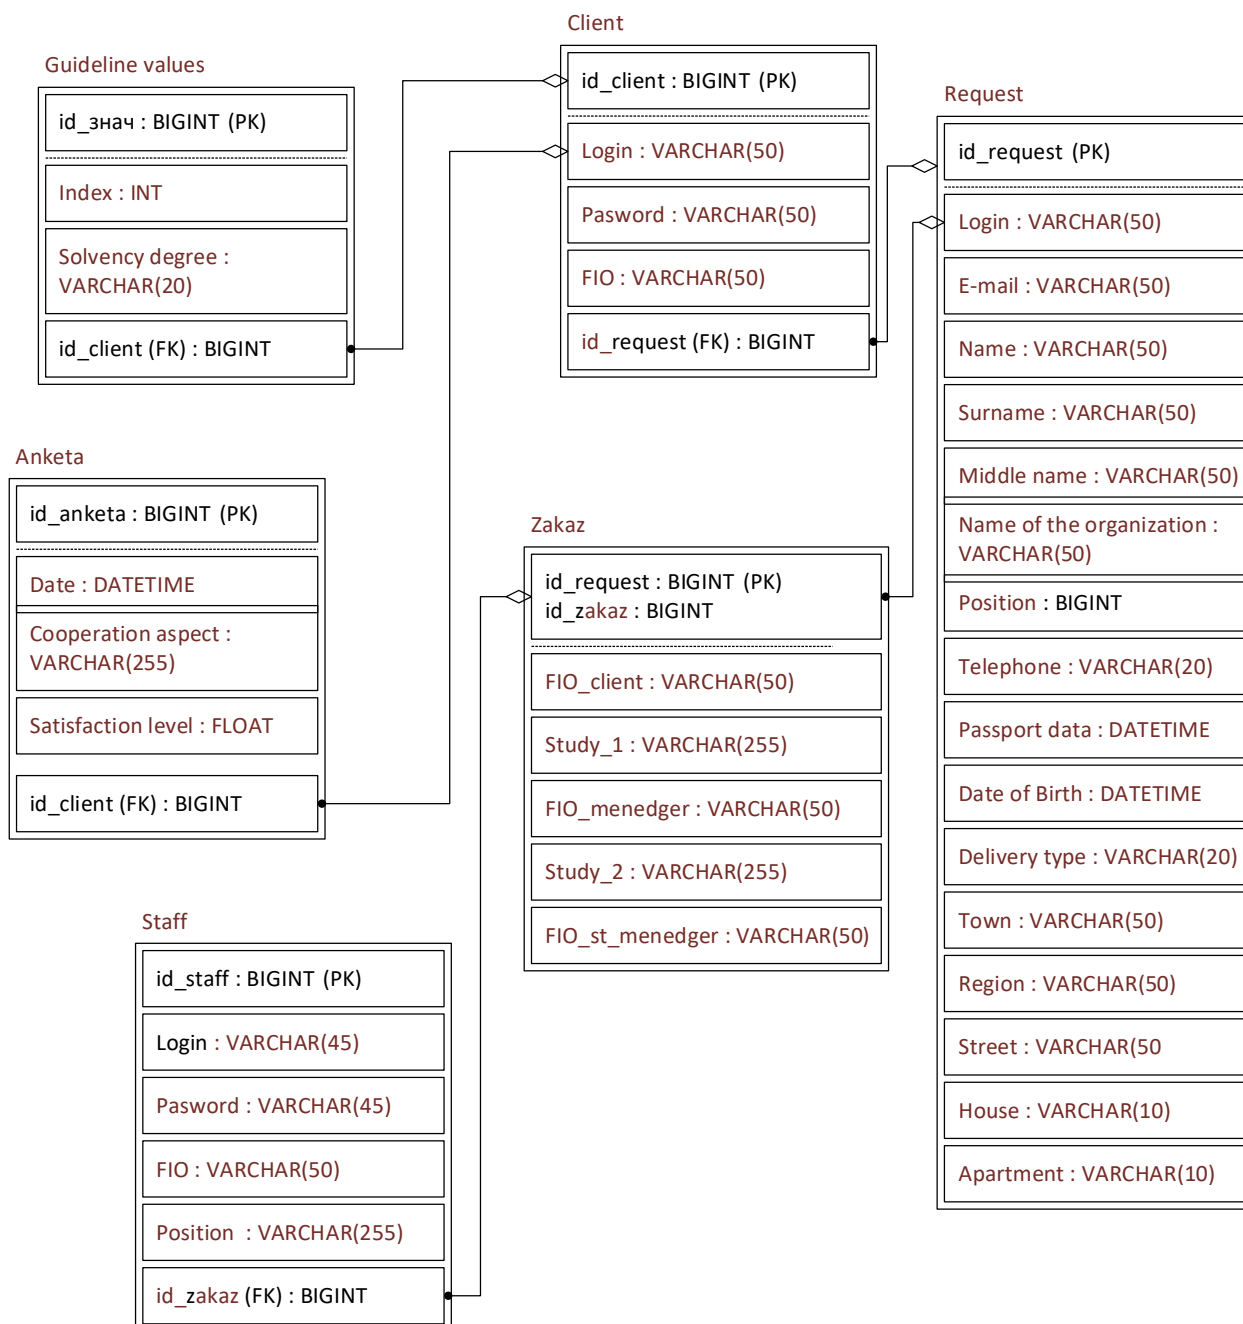 Guideline values
id_знач : BIGINT (PK)
Index : INT
Solvency degree :
VARCHAR(20)
id_client (FK) : BIGINT
Client
id_client : BIGINT (PK)
Login : VARCHAR(50)
Pasword : VARCHAR(50)
FIO : VARCHAR(50)
id_request (FK) : BIGINT
Request
id_request (PK)
Login : VARCHAR(50)
E-mail : VARCHAR(50)
Name : VARCHAR(50)
Surname : VARCHAR(50)
Middle name : VARCHAR(50)
Name of the organization :
VARCHAR(50)
Position : BIGINT
Telephone : VARCHAR(20)
Passport data : DATETIME
Date of Birth : DATETIME
Delivery type : VARCHAR(20)
Town : VARCHAR(50)
Region : VARCHAR(50)
Street : VARCHAR(50
House : VARCHAR(10)
Apartment : VARCHAR(10)
Anketa
id_anketa : BIGINT (PK)
Date : DATETIME
Cooperation aspect :
VARCHAR(255)
Satisfaction level : FLOAT
id_client (FK) : BIGINT
Zakaz
id_request : BIGINT (PK)
id_zakaz : BIGINT
FIO_client : VARCHAR(50)
Study_1 : VARCHAR(255)
FIO_menedger : VARCHAR(50)
Study_2 : VARCHAR(255)
FIO_st_menedger : VARCHAR(50)
Staff
id_staff : BIGINT (PK)
Login : VARCHAR(45)
Pasword : VARCHAR(45)
FIO : VARCHAR(50)
Position : VARCHAR(255)
id_zakaz (FK) : BIGINT